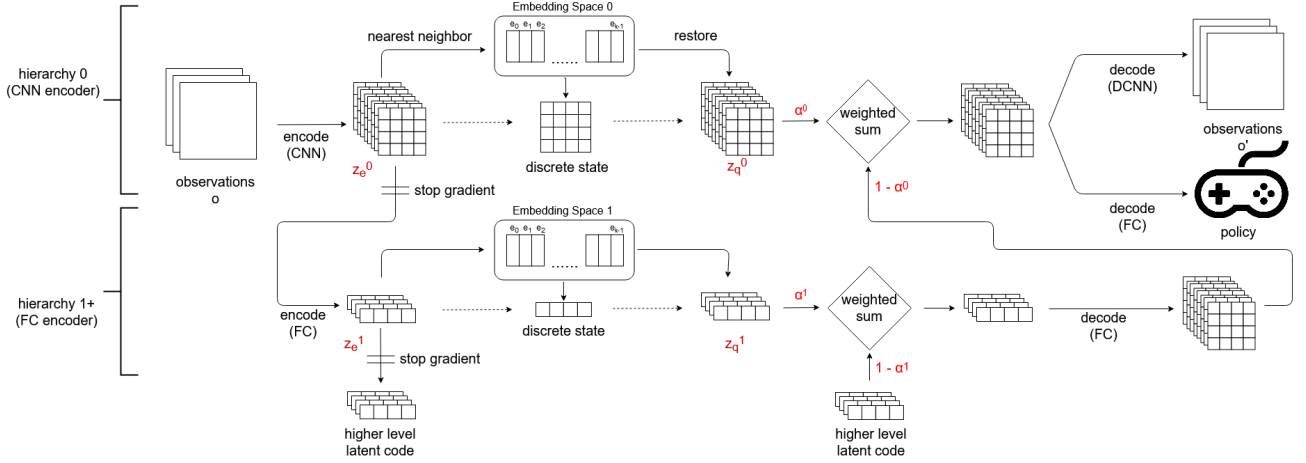 hierarchy 0
(CNN encoder)
observations
o
encode
(CNN)
nearest neighbor
Embedding Space 0
e0 e1 e2
ek-1
......
restore
ze0
discrete state
zq0
α0
weighted
sum
decode
(DCNN)
observations
o'
decode
(FC)
policy
stop gradient
1 - α0
hierarchy 1+
(FC encoder)
encode
(FC)
Embedding Space 1
e0 e1 e2
ek-1
......
ze1
discrete state
zq1
α1
weighted
sum
decode
(FC)
stop gradient
1 - α1
higher level
latent code
higher level
latent code